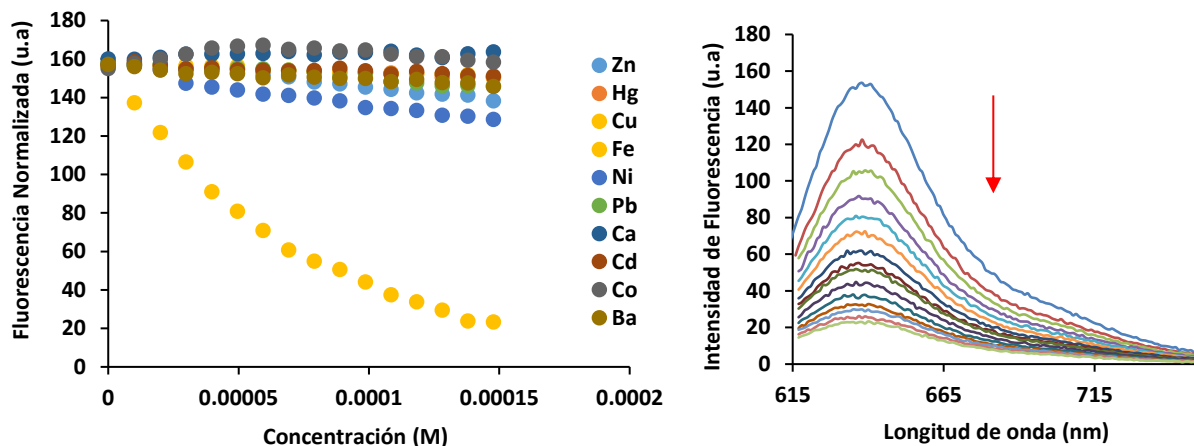 Fluorescencia Normalizada (u.a)
180
160
140
120
100
80
60
40
20
0
0
0.00005
0.0001
0.00015
0.0002
Concentración (M)
Zn
Hg
Cu
Fe
Ni
Pb
Ca
Cd
Co
Ba
Intensidad de Fluorescencia (u.a)
180
160
140
120
100
80
60
40
20
0
615
665
715
Longitud de onda (nm)